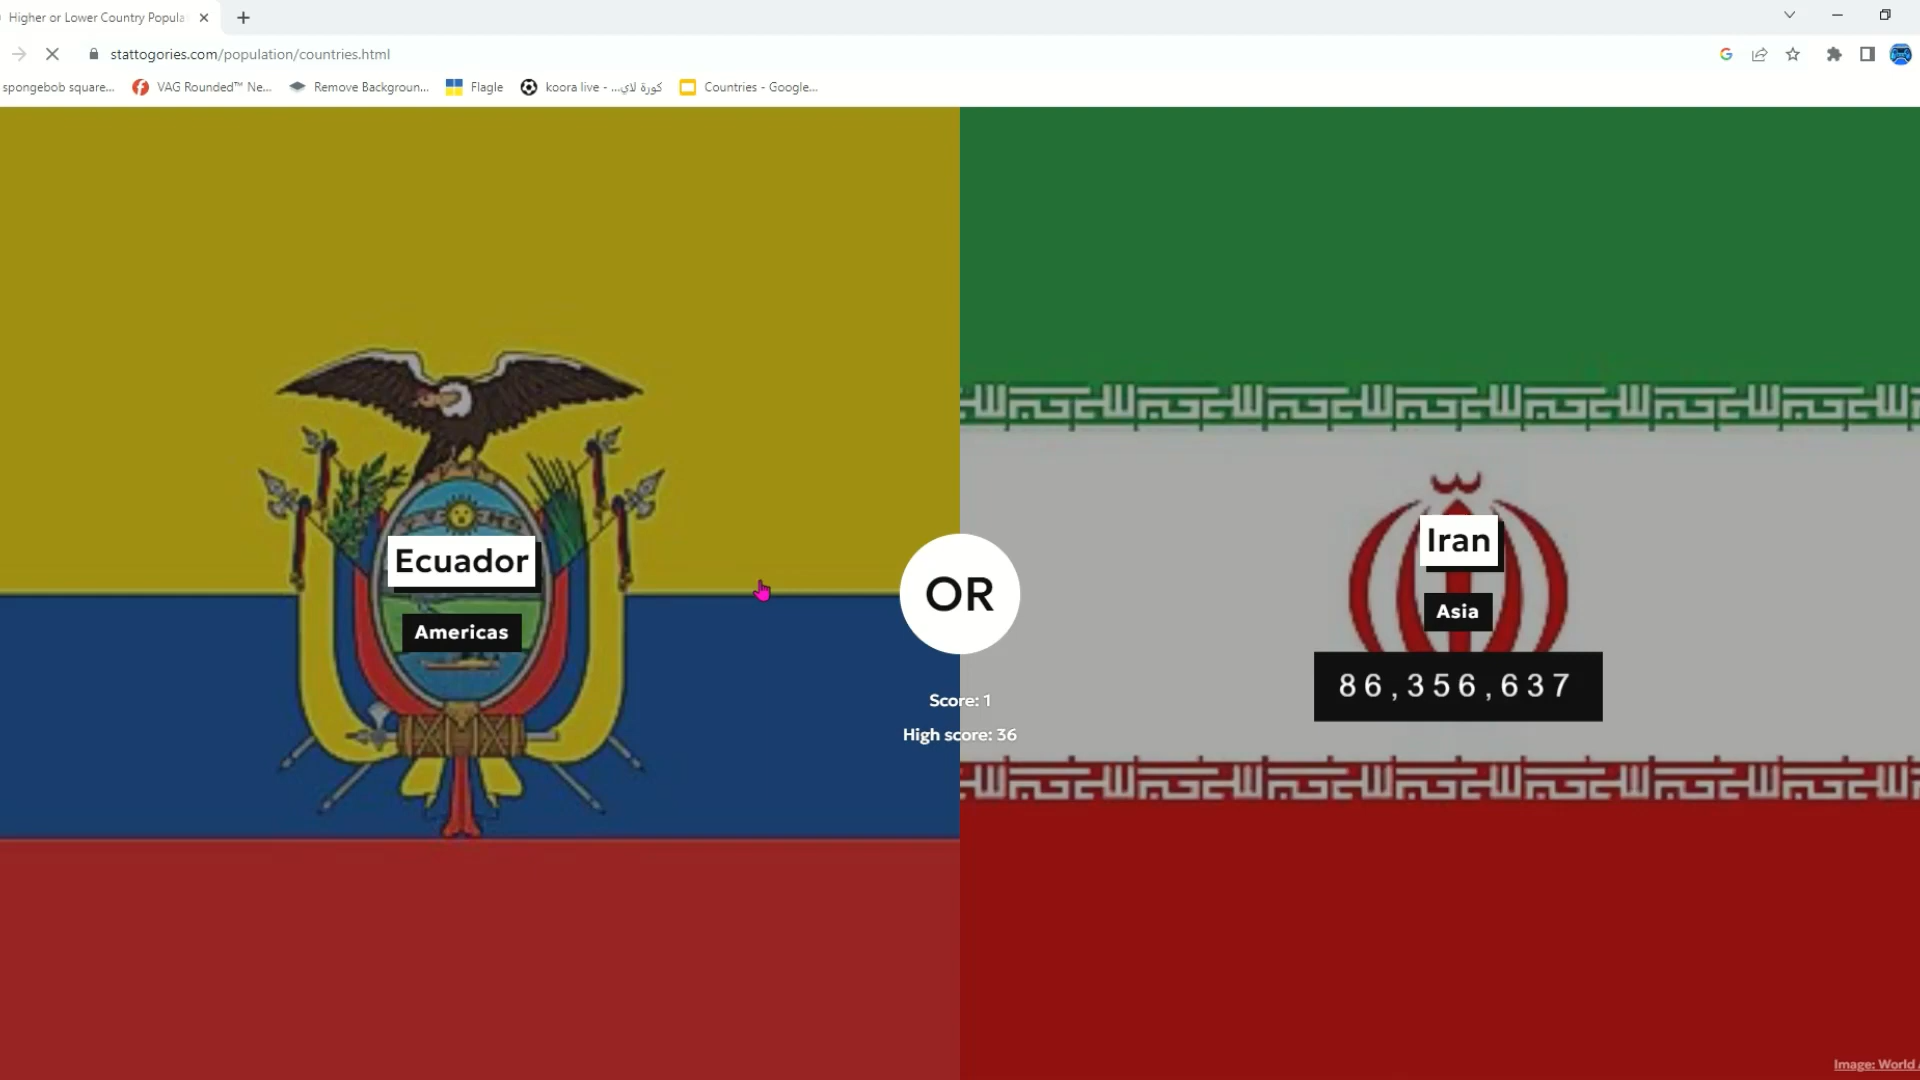 Higher or Lower Country Popula
stattogories.com/population/countries.html
spongebob square...
VAG Rounded™ Ne...
Remove Backgroun...
Flagle
koora live - ...كورة لاي
Countries - Google...
Ecuador
Americas
OR
Score: 1
High score: 36
Iran
Asia
86,356,637
Image: World